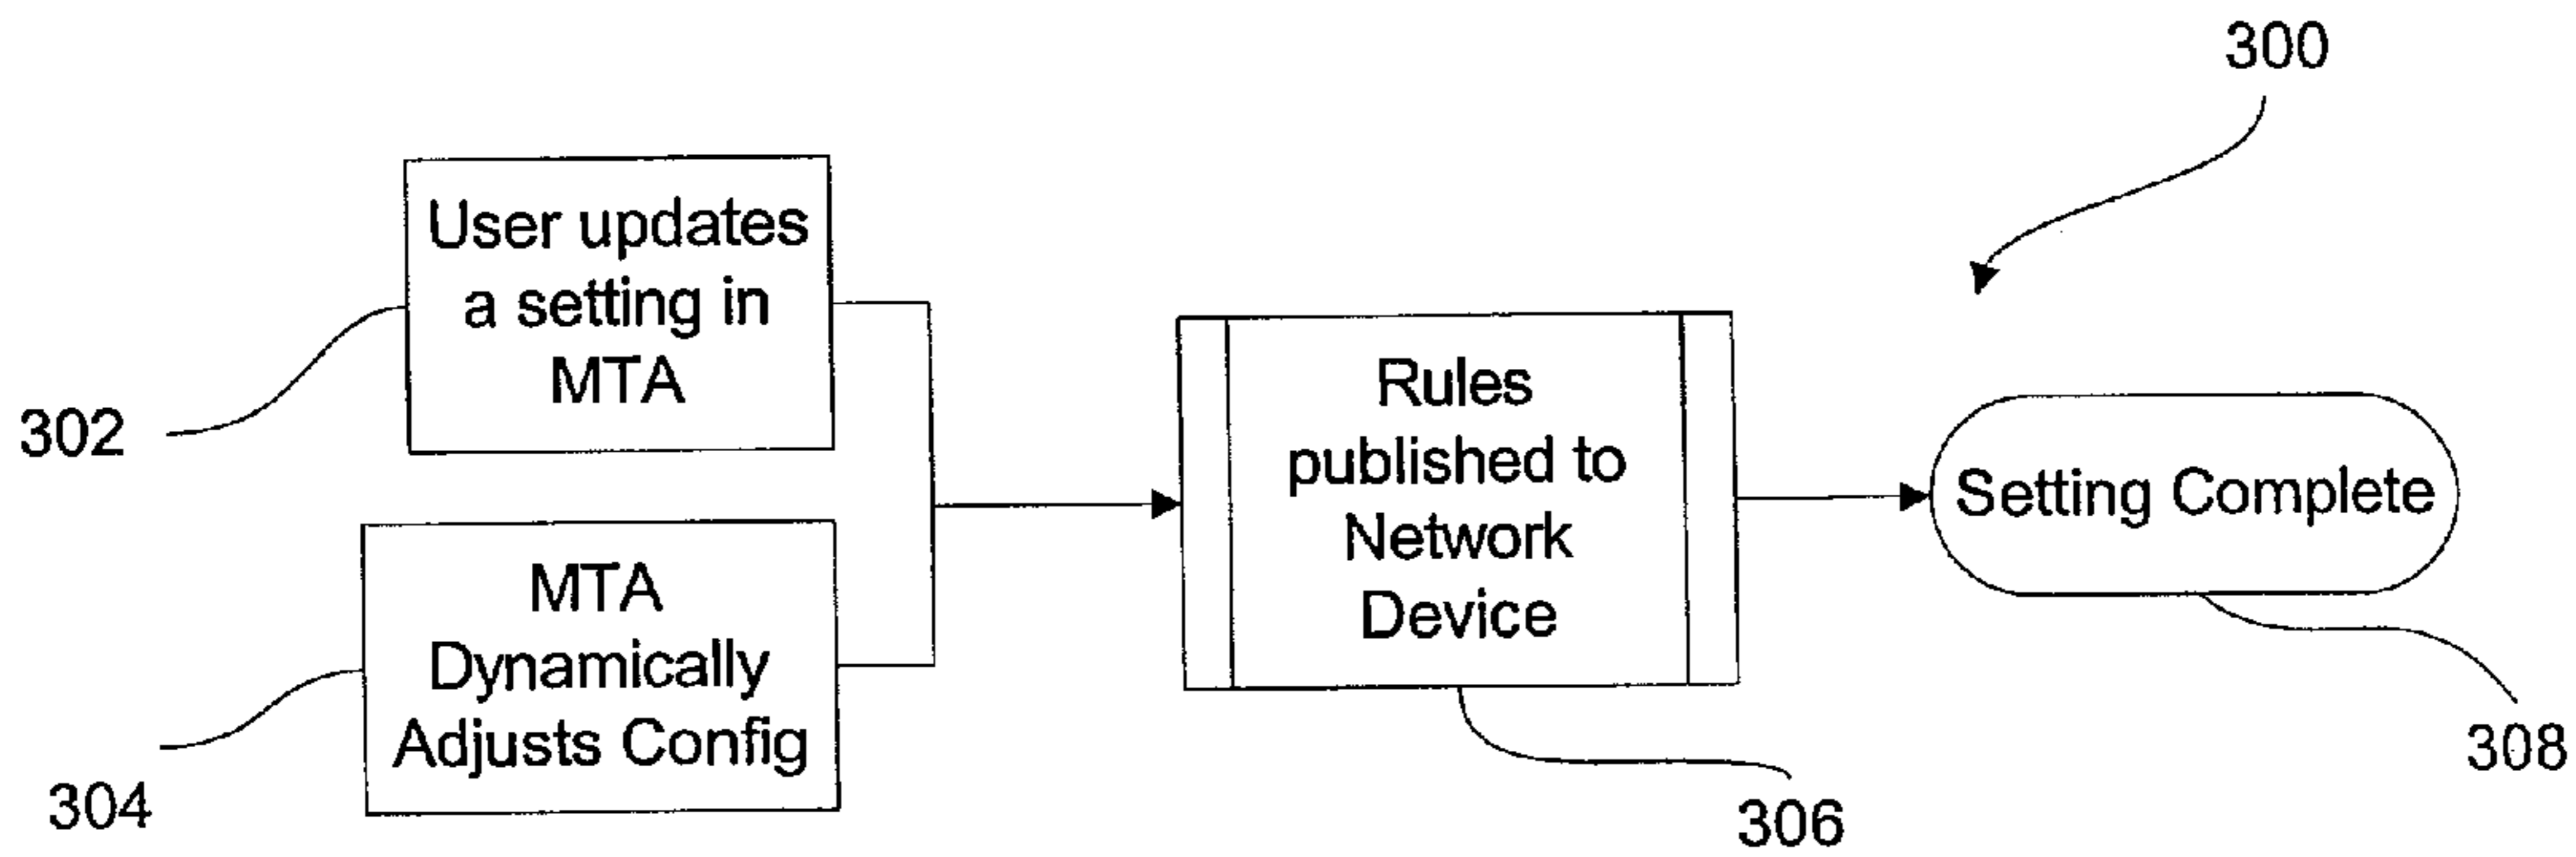 300
User updates
a setting in
MTA
302
MTA
Dynamically
Adjusts Config
304
Rules
published to
Network
Device
306
Setting Complete
308